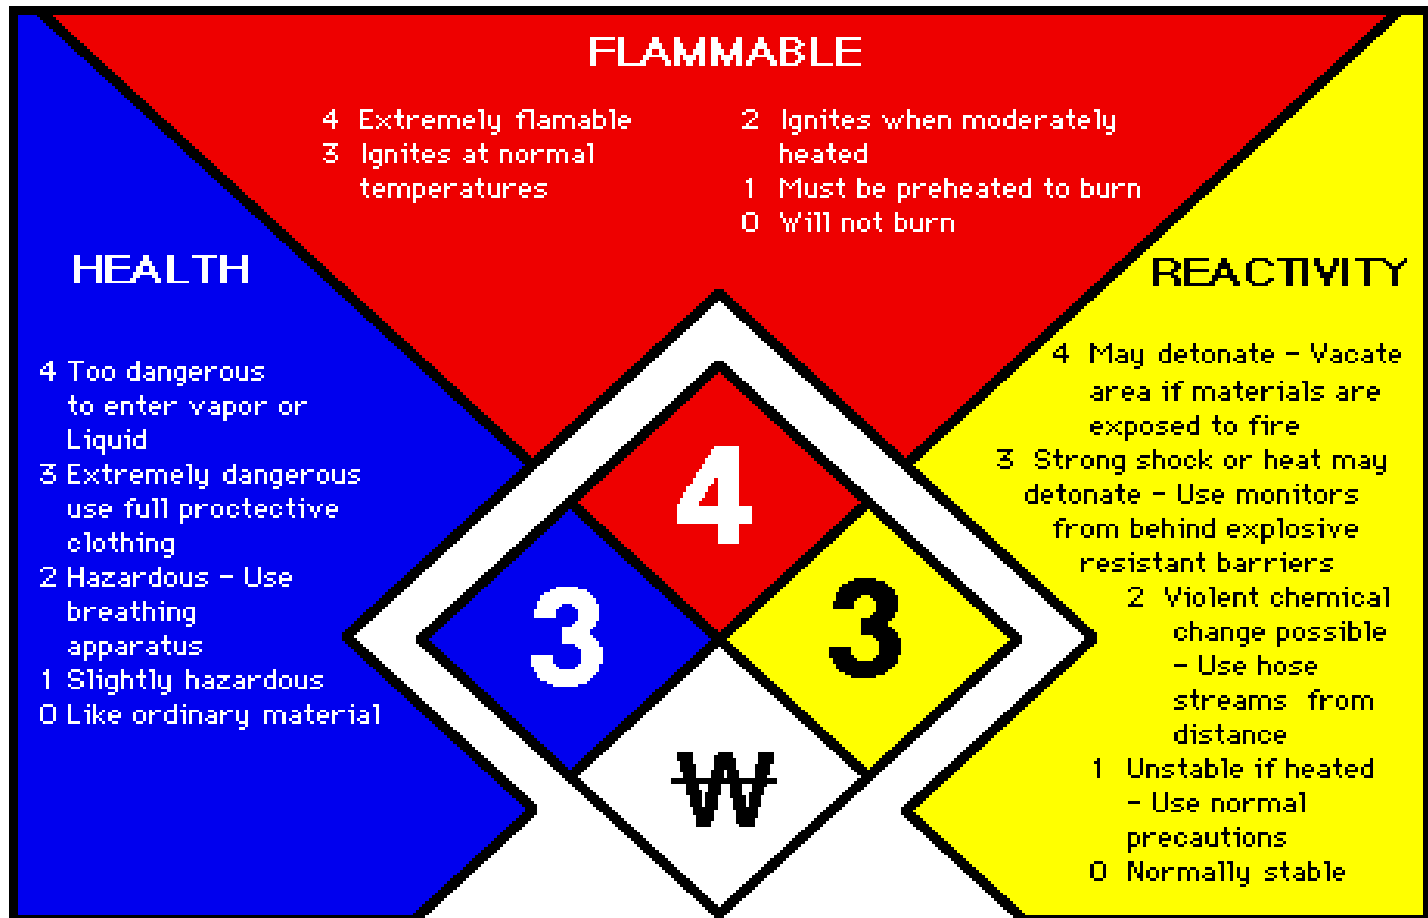 FLAMMABLE
4 Extremely flamable
3 Ignites at normal
temperatures
2 Ignites when moderately
heated
1 Must be preheated to burn
0 Will not burn
HEALTH
4 Too dangerous
to enter vapor or
Liquid
3 Extremely dangerous
use full proctective
clothing
2 Hazardous - Use
breathing
apparatus
1 Slightly hazardous
0 Like ordinary material
REACTIVITY
4 May detonate - Vacate
area if materials are
exposed to fire
3 Strong shock or heat may
detonate - Use monitors
from behind explosive
resistant barriers
2 Violent chemical
change possible
- Use hose
streams from
distance
1 Unstable if heated
- Use normal
precautions
0 Normally stable
4
3
3
W